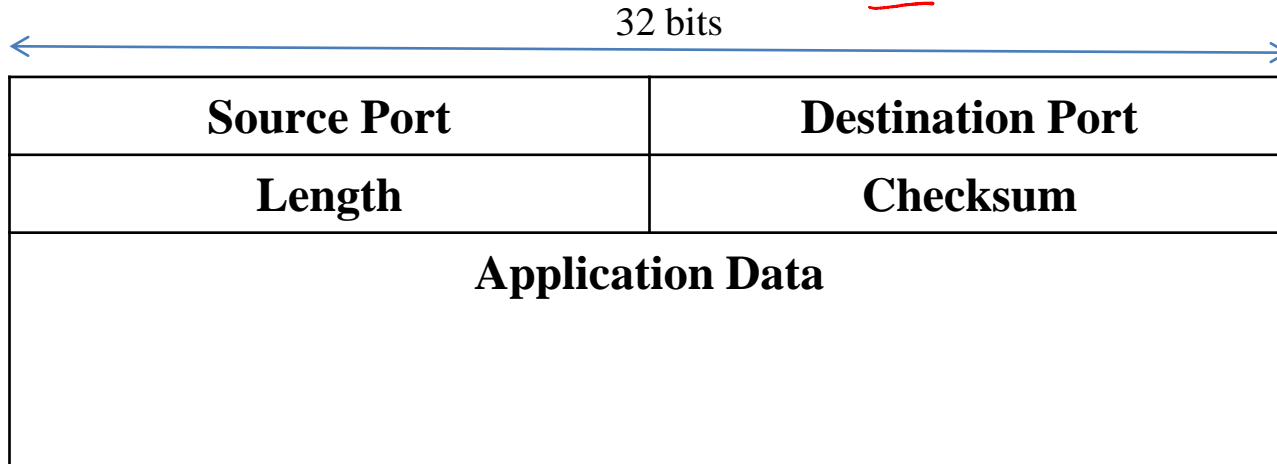 32 bits
Source Port Destination Port
Length Checksum
Application Data